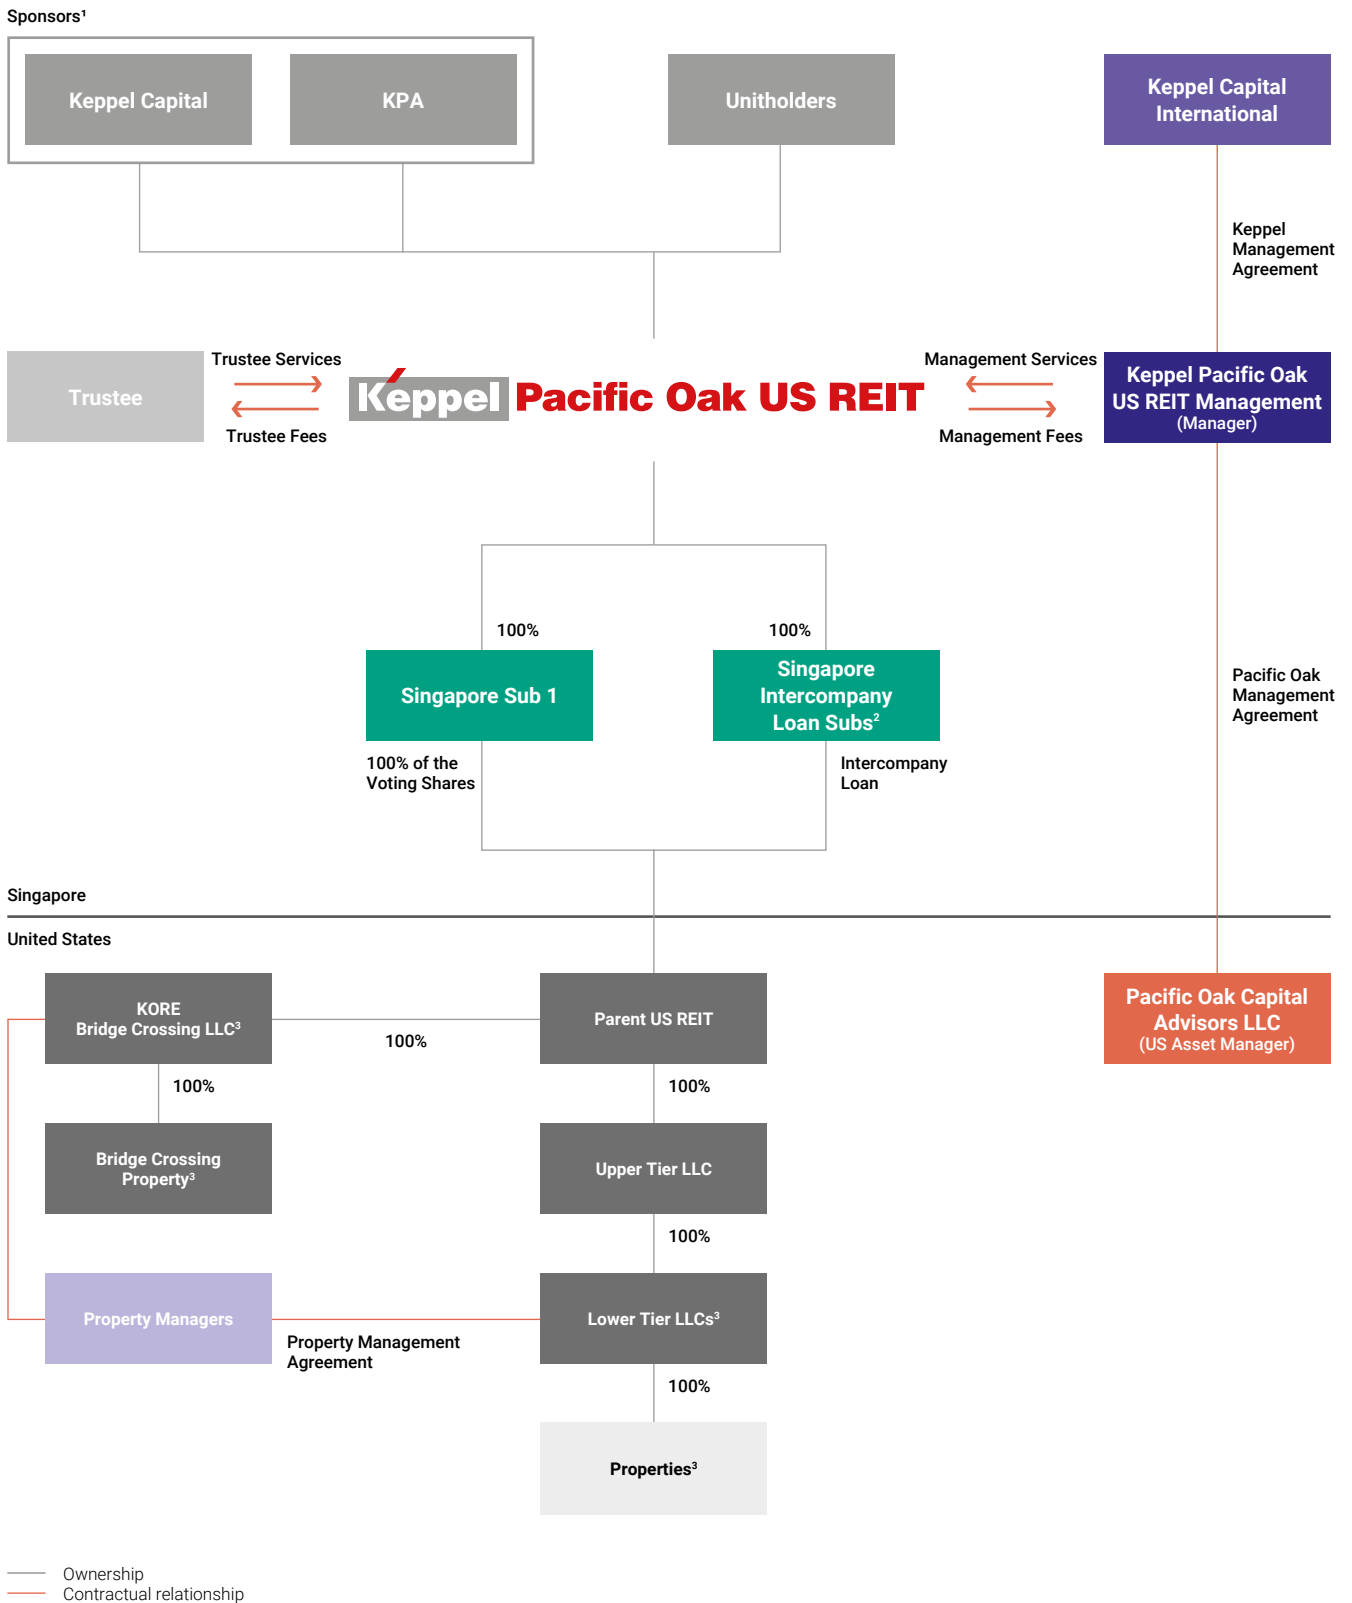 Sponsors¹
Keppel Capital
KPA
Unitholders
Keppel Capital
International
Keppel
Management
Agreement
Trustee
Trustee Services
Trustee Fees
Keppel Pacific Oak US REIT
Management Services
Management Fees
Keppel Pacific Oak
US REIT Management
(Manager)
100%
100%
Singapore Sub 1
Singapore
Intercompany
Loan Subs²
Pacific Oak
Management
Agreement
100% of the
Voting Shares
Intercompany
Loan
Singapore
United States
KORE
Bridge Crossing LLC³
100%
Parent US REIT
Pacific Oak Capital
Advisors LLC
(US Asset Manager)
100%
100%
Bridge Crossing
Property³
Upper Tier LLC
100%
Property Managers
Property Management
Agreement
Lower Tier LLCs³
100%
Properties³
Ownership
Contractual relationship